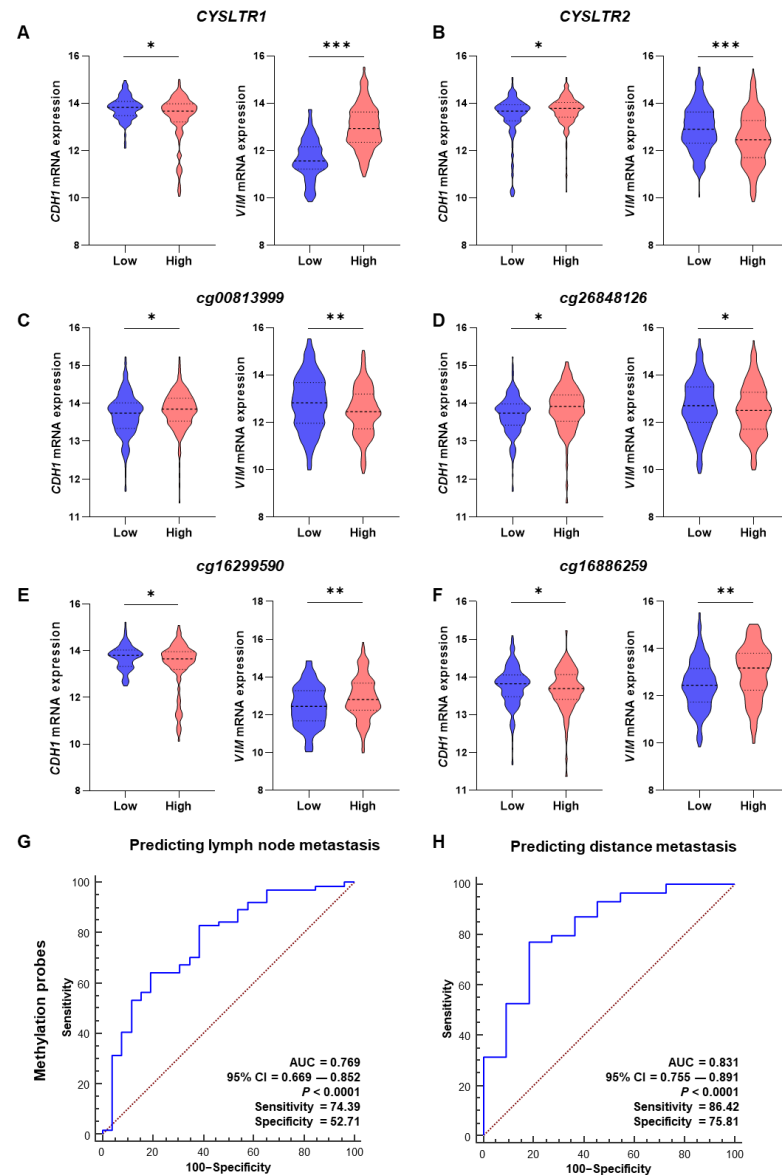 CYSLTR1
CYSLTR2
A
B
*
***
*
***
16
14
12
10
8
CDH1 mRNA expression
Low
High
16
14
12
10
8
VIM mRNA expression
Low
High
16
14
12
10
8
CDH1 mRNA expression
Low
High
16
14
12
10
8
VIM mRNA expression
Low
High
cg00813999
cg26848126
C
D
*
**
*
*
16
15
14
13
12
11
CDH1 mRNA expression
Low
High
16
14
12
10
8
VIM mRNA expression
Low
High
16
15
14
13
12
11
CDH1 mRNA expression
Low
High
16
14
12
10
8
VIM mRNA expression
Low
High
cg16299590
cg16886259
E
F
*
**
*
**
16
14
12
10
8
CDH1 mRNA expression
Low
High
16
14
12
10
8
VIM mRNA expression
Low
High
16
15
14
13
12
11
CDH1 mRNA expression
Low
High
16
14
12
10
8
VIM mRNA expression
Low
High
G
Predicting lymph node metastasis
Methylation probes
Sensitivity
100
80
60
40
20
0
AUC = 0.769
95% CI = 0.669 – 0.852
P < 0.0001
Sensitivity = 74.39
Specificity = 52.71
0 20 40 60 80 100
100–Specificity
H
Predicting distance metastasis
Sensitivity
100
80
60
40
20
0
AUC = 0.831
95% CI = 0.755 – 0.891
P < 0.0001
Sensitivity = 86.42
Specificity = 75.81
0 20 40 60 80 100
100–Specificity